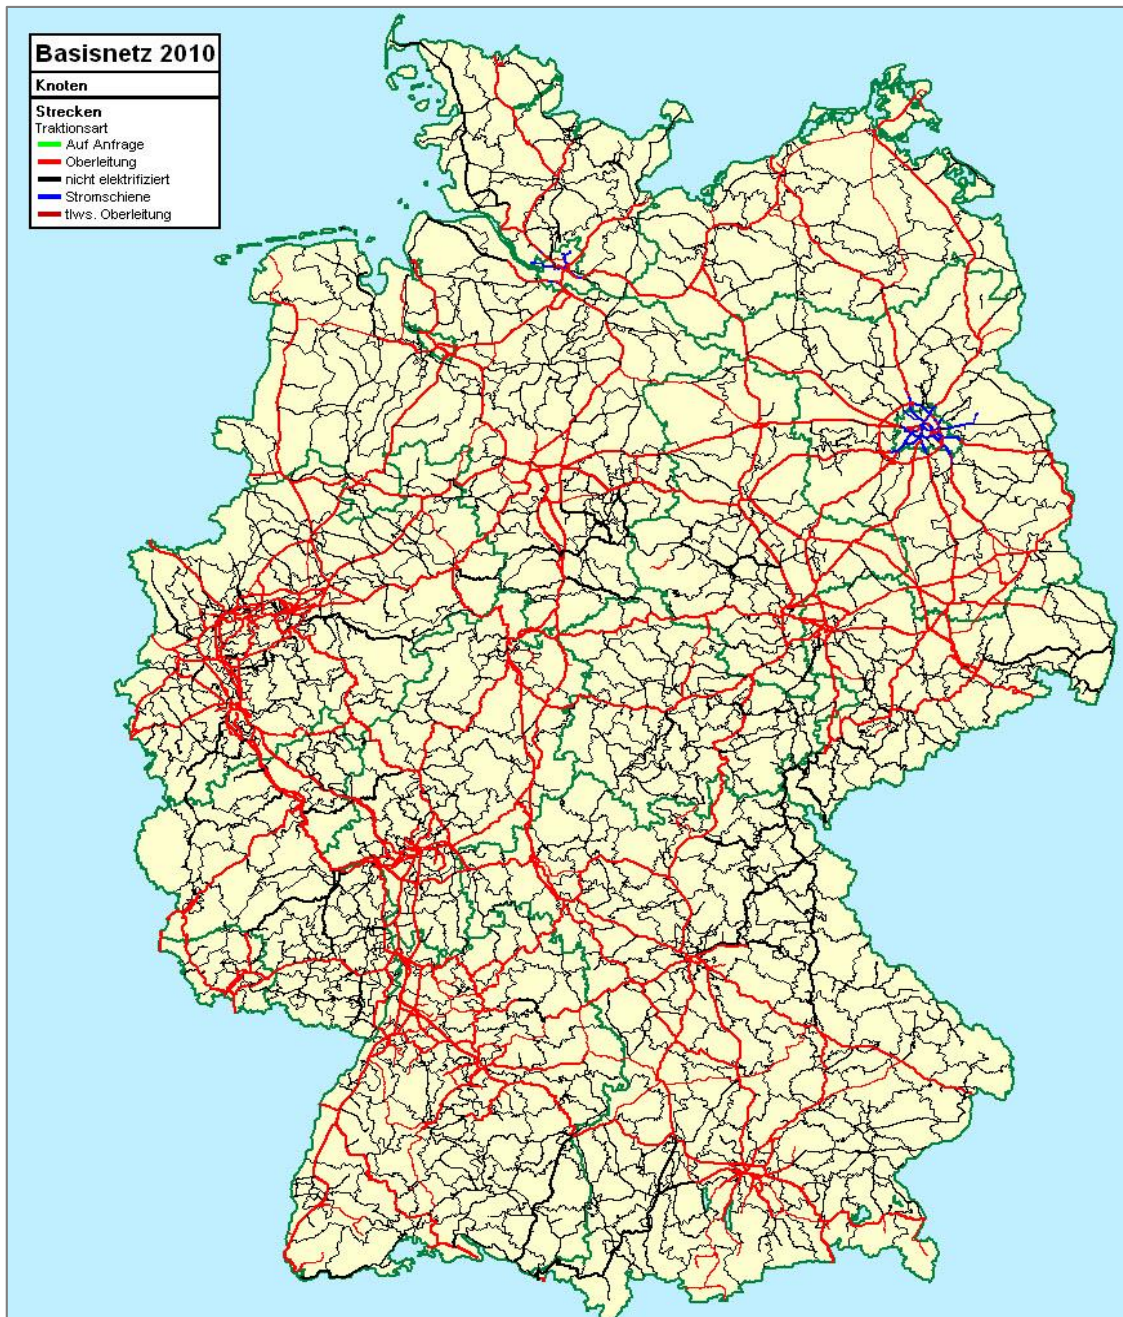 Basisnetz 2010
Knoten
Strecken
Traktionsart
Auf Anfrage
Oberleitung
nicht elektrifiziert
Stromschiene
tlws. Oberleitung